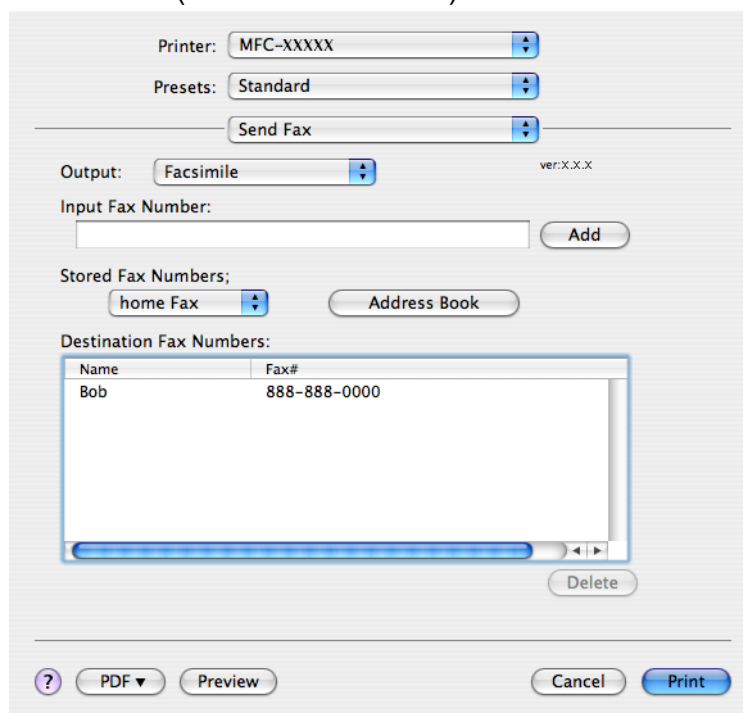 Printer: MFC-XXXXX
Presets: Standard
Send Fax
Output: Facsimile ver:X.X.X
Input Fax Number:
Add
Stored Fax Numbers;
home Fax Address Book
Destination Fax Numbers:
Name Fax#
Bob 888-888-0000
Delete
? PDF▼ Preview Cancel Print